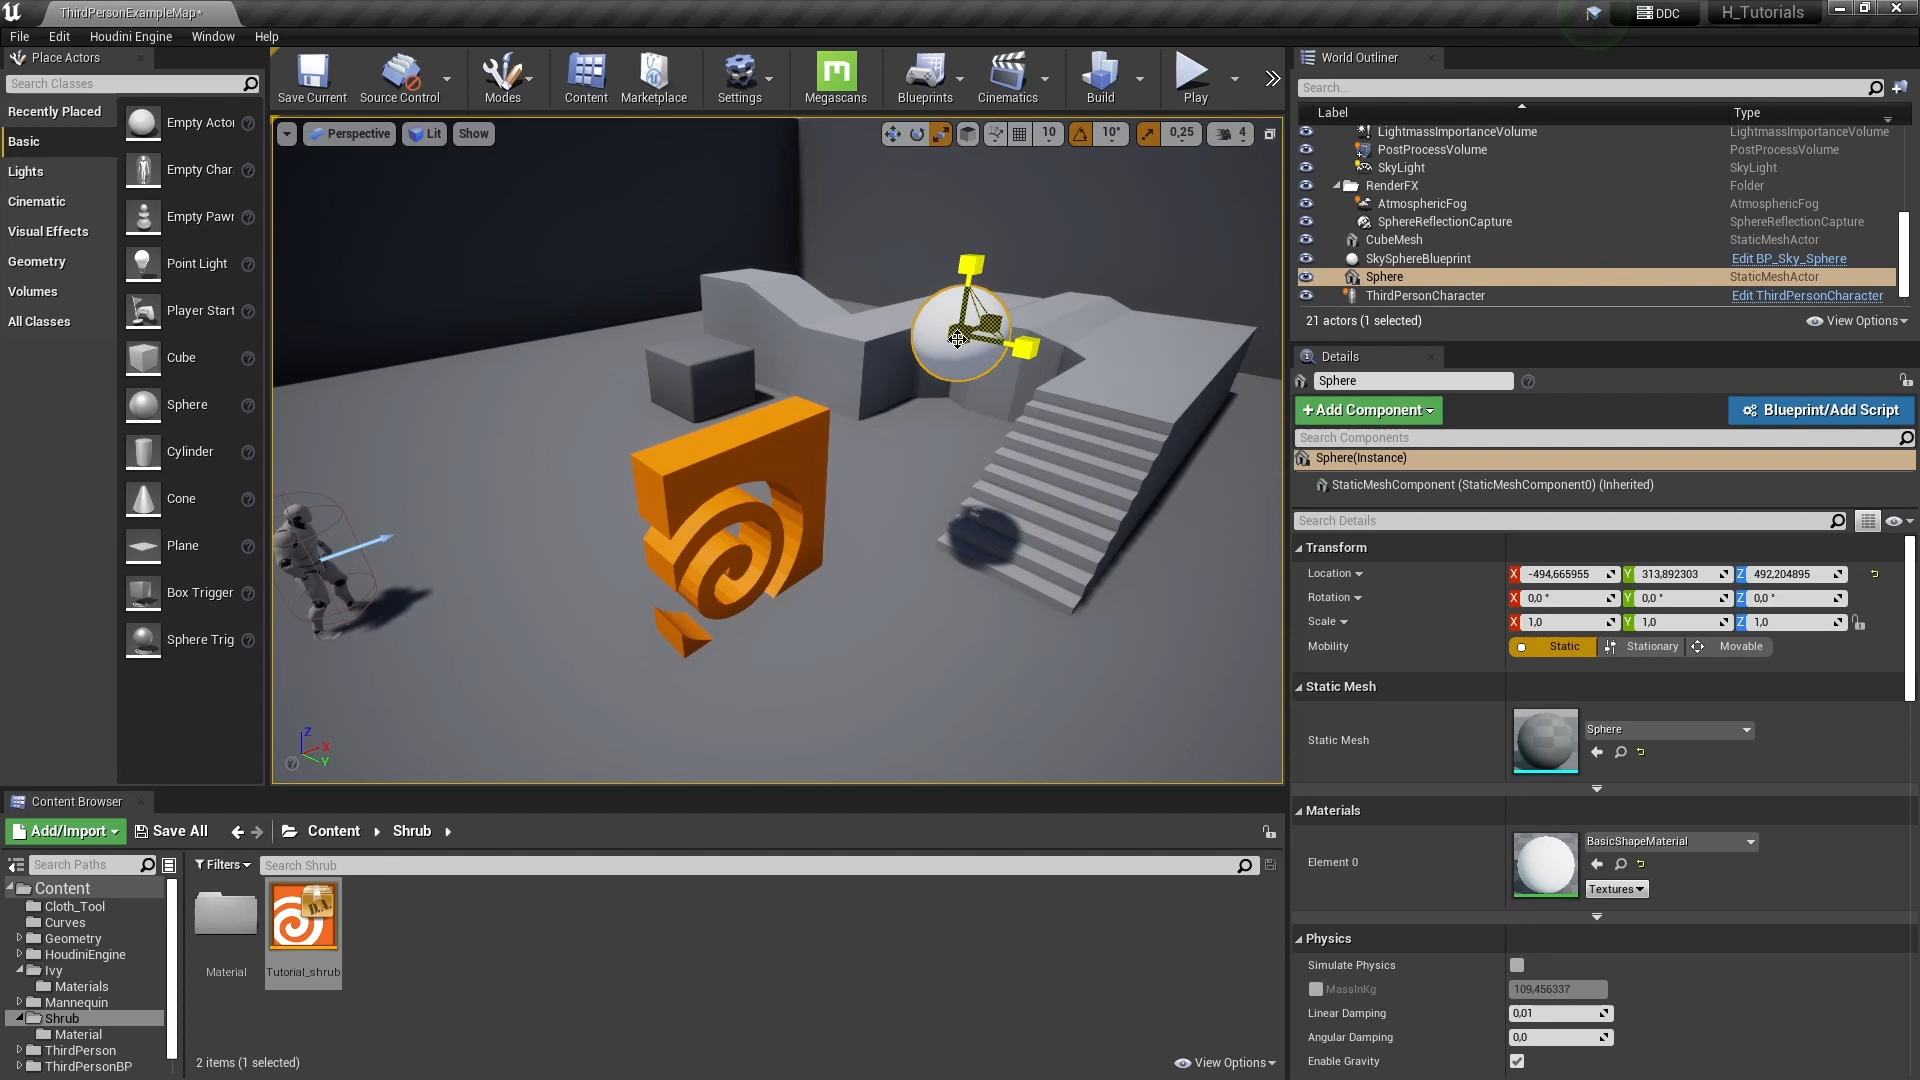 ThirdPersonExampleMap*
DDC
H_Tutorials
File Edit Houdini Engine Window Help
Place Actors
Search Classes
Recently Placed
Basic
Lights
Cinematic
Visual Effects
Geometry
Volumes
All Classes
Empty Actor
Empty Char
Empty Pawn
Point Light
Player Start
Cube
Sphere
Cylinder
Cone
Plane
Box Trigger
Sphere Trig
Save Current
Source Control
Modes
Content
Marketplace
Settings
Megascans
Blueprints
Cinematics
Build
Play
Perspective Lit Show
10 10° 0,25 4
Z
X
Y
World Outliner
Search...
Label Type
LightmassImportanceVolume LightmassImportanceVolume
PostProcessVolume PostProcessVolume
SkyLight SkyLight
RenderFX Folder
AtmosphericFog AtmosphericFog
SphereReflectionCapture SphereReflectionCapture
CubeMesh StaticMeshActor
SkySphereBlueprint Edit BP_Sky_Sphere
Sphere StaticMeshActor
ThirdPersonCharacter Edit ThirdPersonCharacter
21 actors (1 selected) View Options
Details
Sphere
+Add Component Blueprint/Add Script
Search Components
Sphere(Instance)
StaticMeshComponent (StaticMeshComponent0) (Inherited)
Search Details
Transform
Location X -494,665955 Y 313,892303 Z 492,204895
Rotation X 0,0 ° Y 0,0 ° Z 0,0 °
Scale X 1,0 Y 1,0 Z 1,0
Mobility Static Stationary Movable
Static Mesh
Static Mesh Sphere
Materials
Element 0 BasicShapeMaterial
Textures
Physics
Simulate Physics
MassInKg 109,456337
Linear Damping 0,01
Angular Damping 0,0
Enable Gravity
Content Browser
Add/Import Save All Content Shrub
Search Paths
Filters Search Shrub
Content
Cloth_Tool
Curves
Geometry
HoudiniEngine
Ivy
Materials
Mannequin
Shrub
Material
ThirdPerson
ThirdPersonBP
D.A.
Material
Tutorial_shrub
2 items (1 selected) View Options